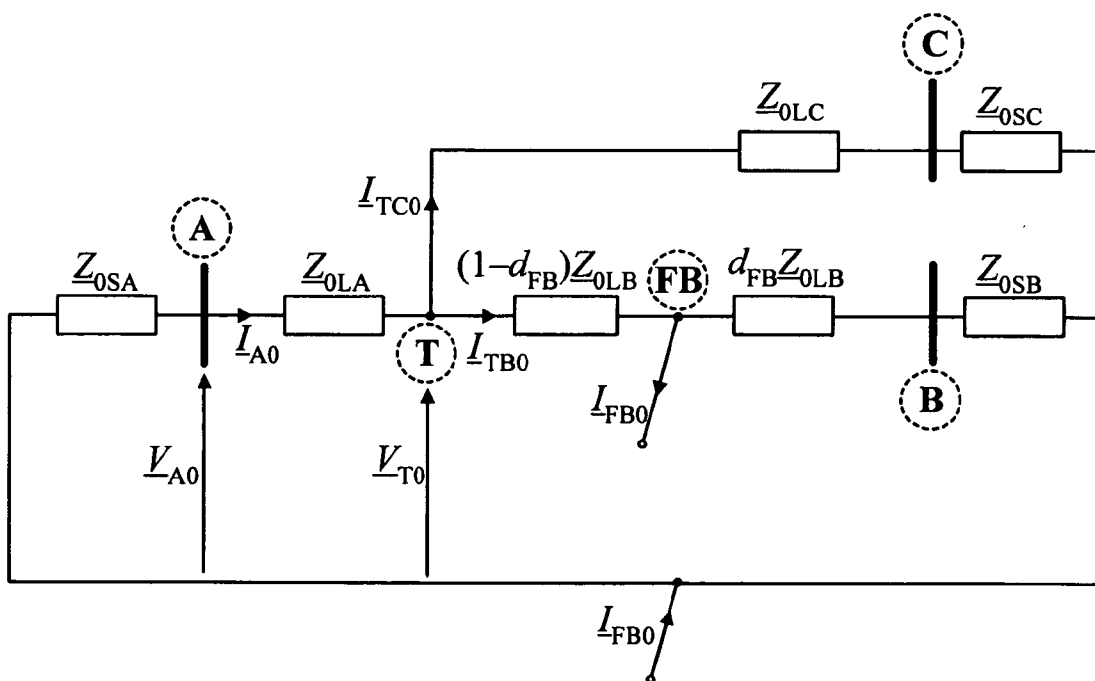 C
Z0LC
Z0SC
ITC0
A
Z0SA
Z0LA
(1−dFB)Z0LB
FB
dFBZ0LB
Z0SB
IA0
T
ITB0
IFB0
B
VA0
VT0
IFB0